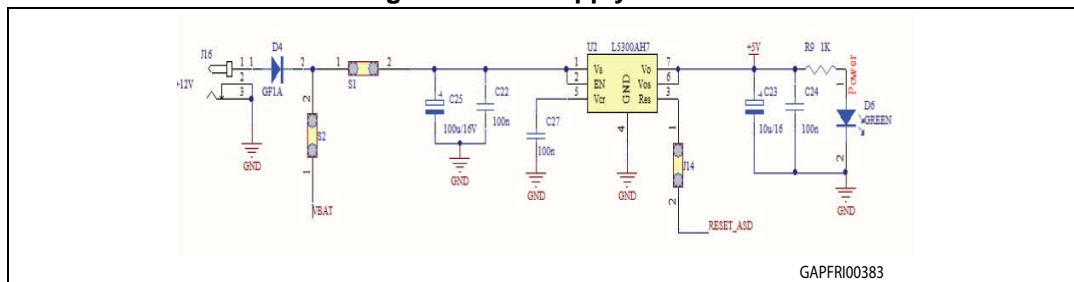 J16
+12V
1 1
2
3
GND
D4
2
GF1A
2
S2
1
VBAT
1
S1
2
C25
100u/16V
C22
100n
GND
C27
100n
GND
U2 L5300AH7
1 Vs Vo 7
2 EN Vos 6
5 Vcr Res 3
GND
4
GND
1
J14
2
RESET_ASD
+5V
C23
10u/16
C24
100n
R9 1K
Power
1
D6
GREEN
2
GND
GAPFRI00383